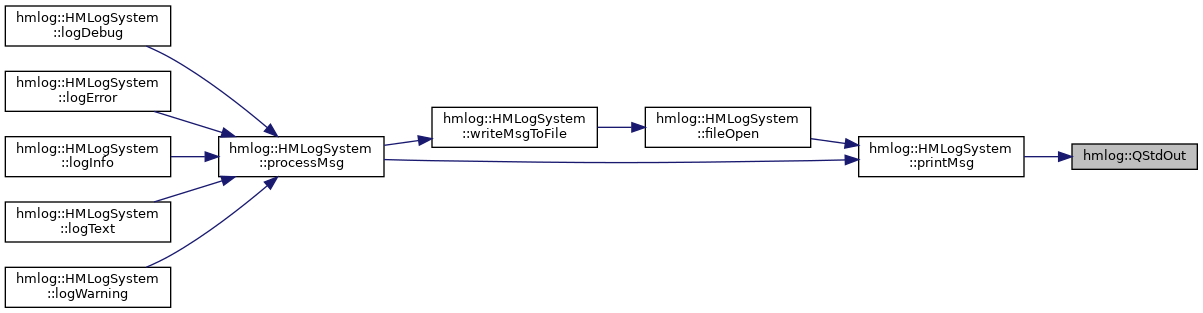 hmlog::HMLogSystem
::logDebug
hmlog::HMLogSystem
::logError
hmlog::HMLogSystem
::logInfo
hmlog::HMLogSystem
::logText
hmlog::HMLogSystem
::logWarning
hmlog::HMLogSystem
::processMsg
hmlog::HMLogSystem
::writeMsgToFile
hmlog::HMLogSystem
::fileOpen
hmlog::HMLogSystem
::printMsg
hmlog::QStdOut